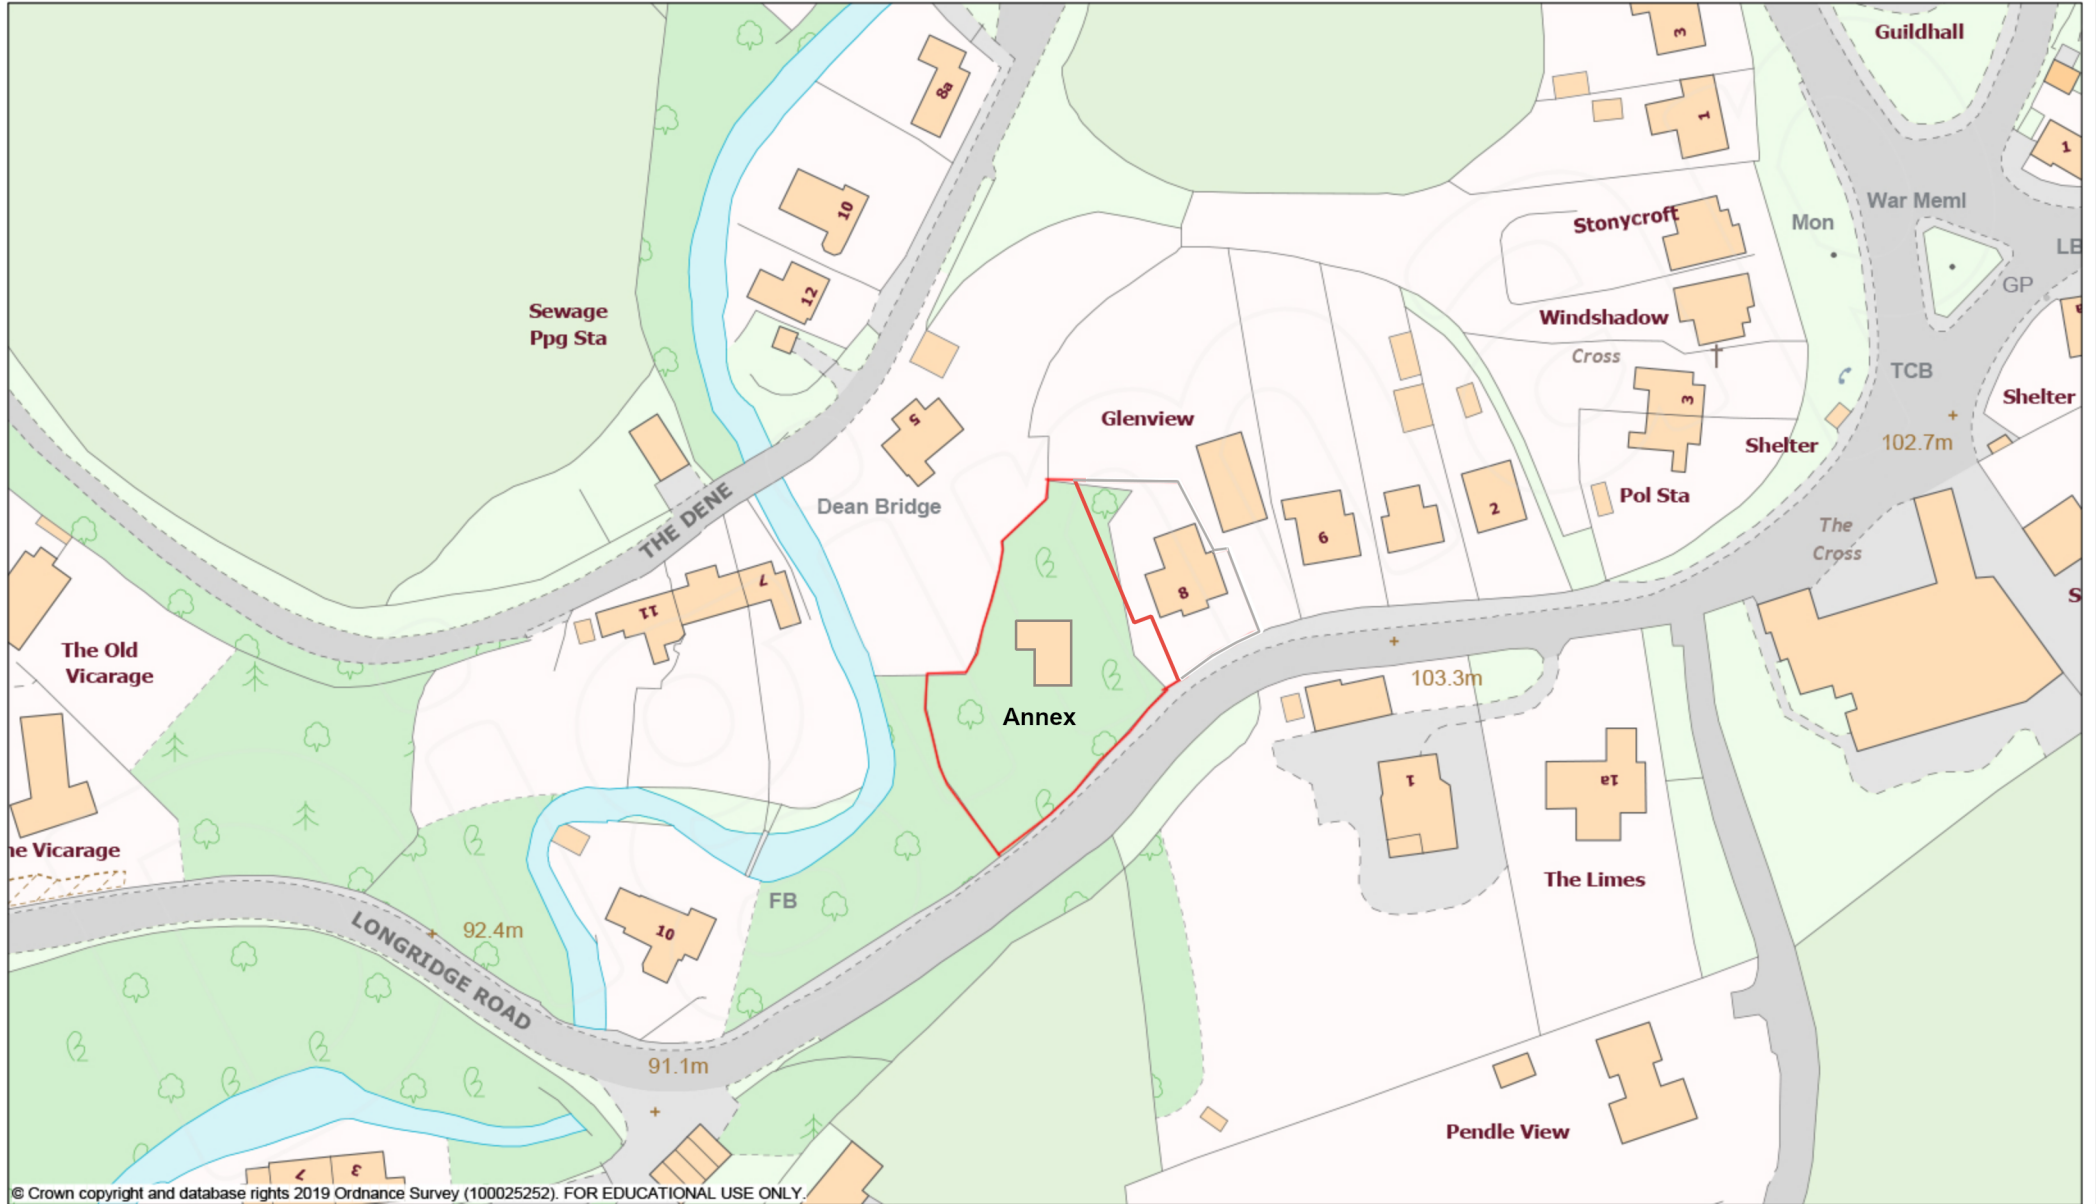 Guildhall
3
8a
1
1
War Meml
10
Stonycroft
Mon
LB
12
GP
Sewage
Ppg Sta
Windshadow
Cross
TCB
5
Glenview
3
Shelter
102.7m
Shelter
Dean Bridge
THE DENE
6
2
Pol Sta
The
Cross
7
11
8
S
The Old
Vicarage
103.3m
Annex
1
1a
he Vicarage
The Limes
FB
LONGRIDGE ROAD
92.4m
10
91.1m
Pendle View
7
3
© Crown copyright and database rights 2019 Ordnance Survey (100025252). FOR EDUCATIONAL USE ONLY.